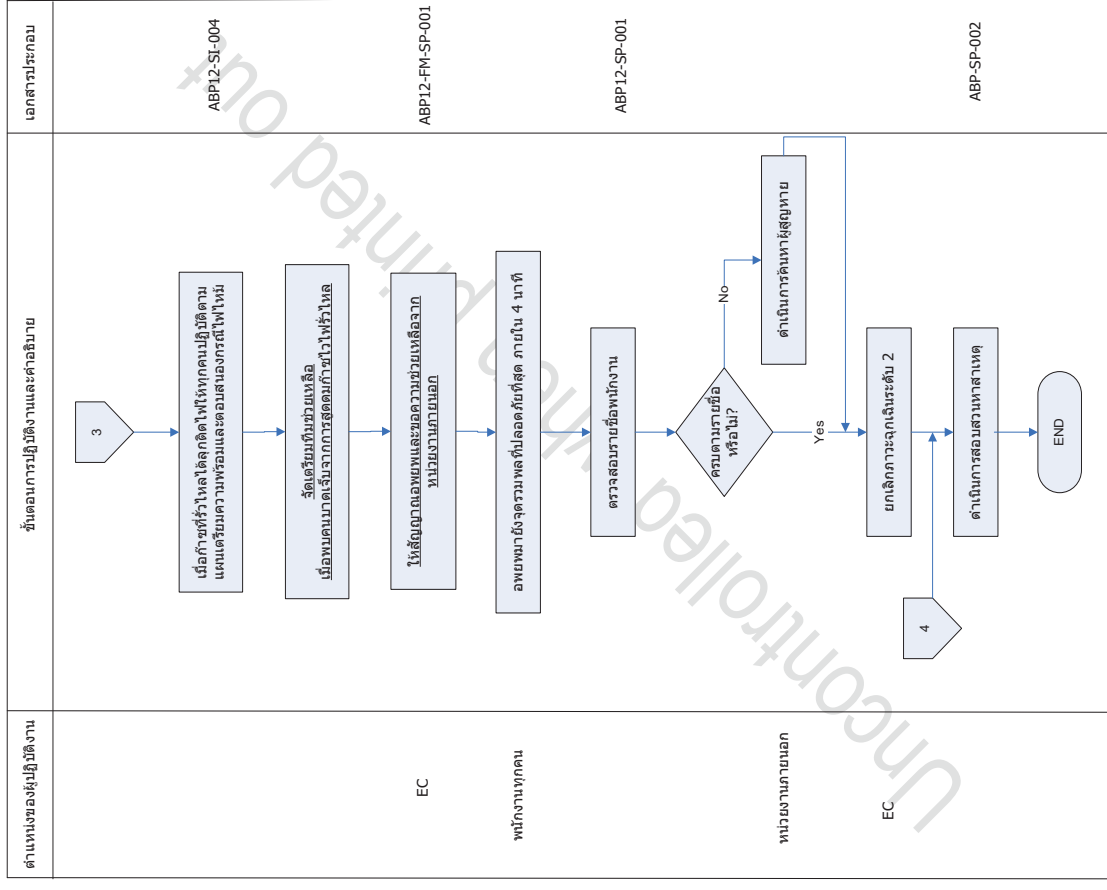 ตำแหน่งของผู้ปฏิบัติงาน
ขั้นตอนการปฏิบัติงานและคำอธิบาย
เอกสารประกอบ
3
เมื่อก๊าซที่รั่วไหลได้ลุกติดไฟให้ทุกคนปฏิบัติตาม
แผนเตรียมความพร้อมและตอบสนองกรณีไฟไหม้
ABP12-SI-004
จัดเตรียมทีมช่วยเหลือ
เมื่อพบคนบาดเจ็บจากการสูดดมก๊าซไวไฟรั่วไหล
EC
ให้สัญญาณอพยพและขอความช่วยเหลือจาก
หน่วยงานภายนอก
ABP12-FM-SP-001
พนักงานทุกคน
อพยพมายังจุดรวมพลที่ปลอดภัยที่สุด ภายใน 4 นาที
ตรวจสอบรายชื่อพนักงาน
ABP12-SP-001
ครบตามรายชื่อ
หรือไม่?
No
ดำเนินการค้นหาผู้สูญหาย
หน่วยงานภายนอก
Yes
EC
ยกเลิกภาวะฉุกเฉินระดับ 2
4
ดำเนินการสอบสวนหาสาเหตุ
ABP-SP-002
END
Uncontrolled when printed out